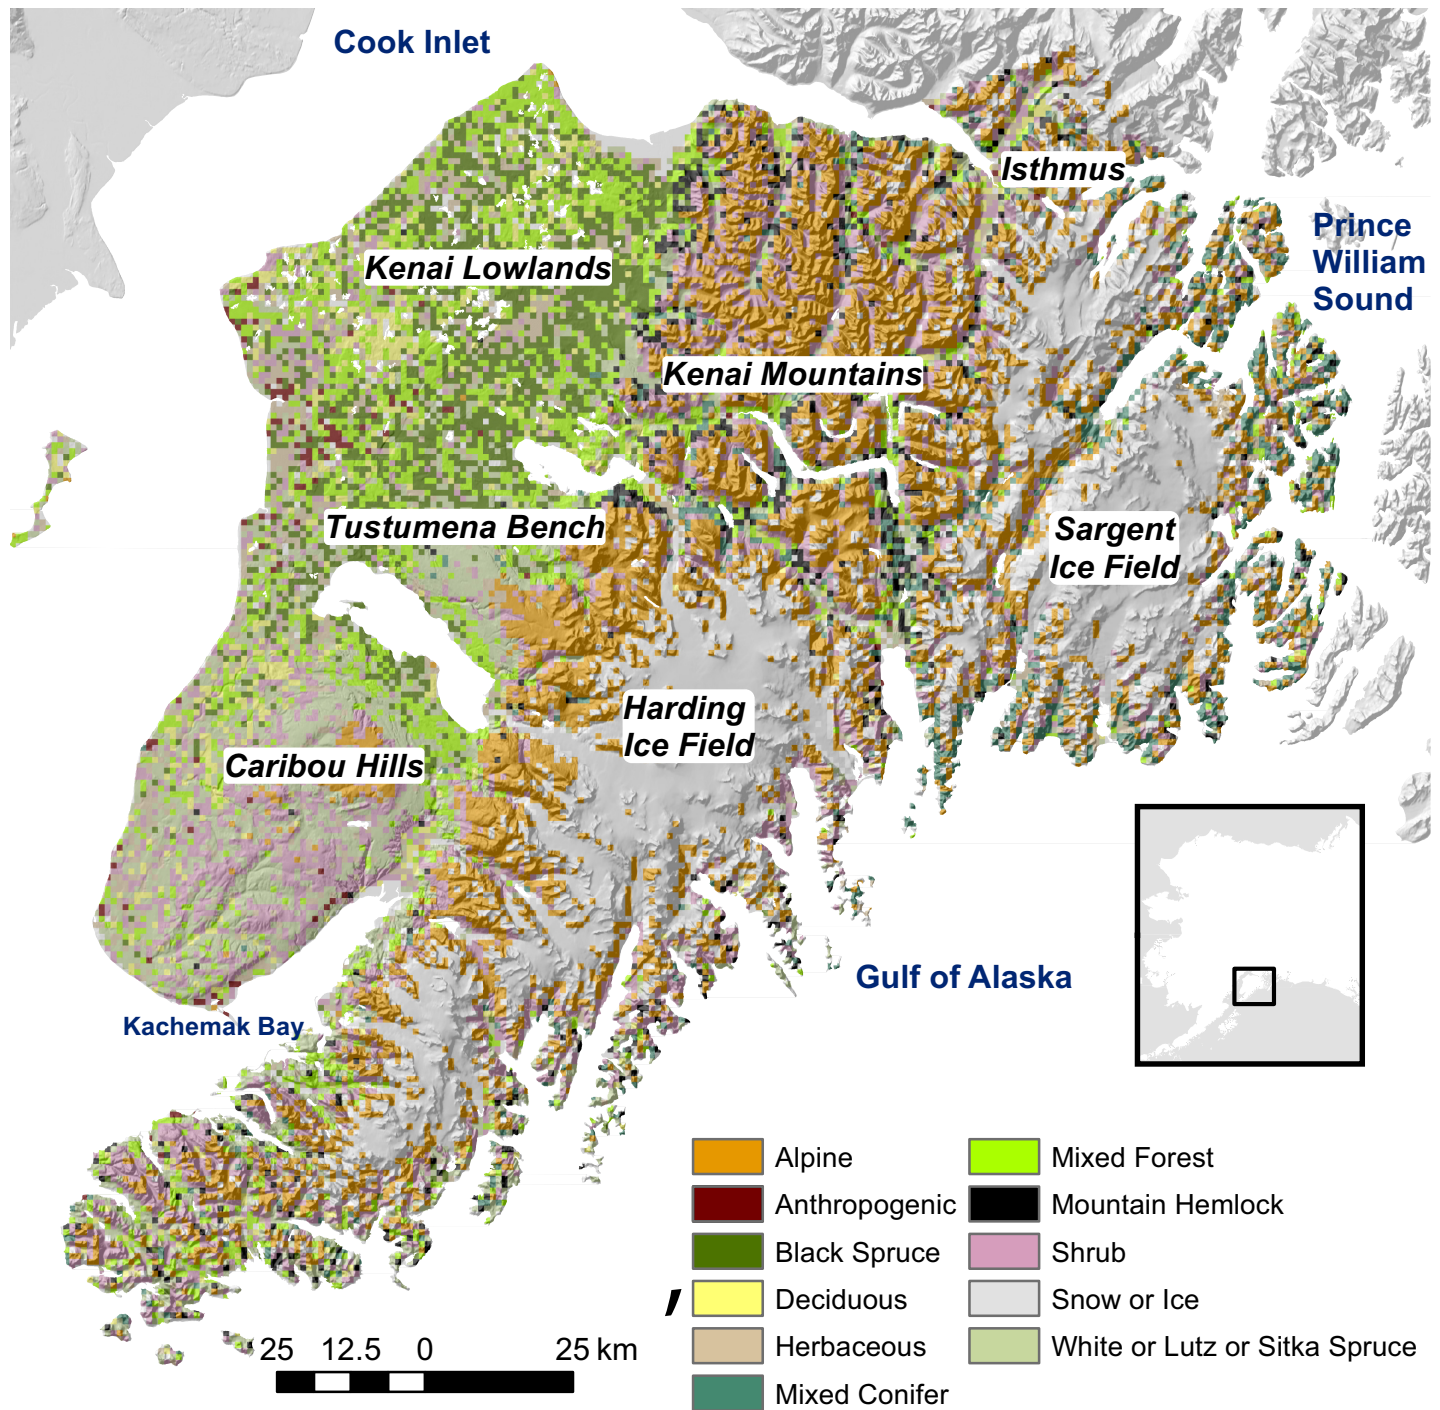 Cook Inlet
Isthmus
Prince
William
Sound
Kenai Lowlands
Kenai Mountains
Tustumena Bench
Sargent
Ice Field
Harding
Ice Field
Caribou Hills
Gulf of Alaska
Kachemak Bay
Alpine
Anthropogenic
Black Spruce
Deciduous
Herbaceous
Mixed Conifer
Mixed Forest
Mountain Hemlock
Shrub
Snow or Ice
White or Lutz or Sitka Spruce
25 12.5 0 25 km